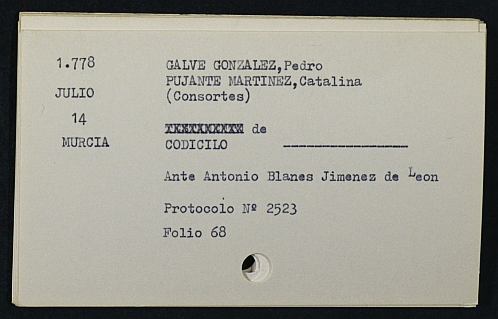 1.778
GALVE GONZALEZ,Pedro
PUJANTE MARTINEZ,Catalina
JULIO
(Consortes)
14
de
MURCIA
CODICILO
Ante Antonio Blanes Jimenez de Leon
Protocolo Nº 2523
Folio 68